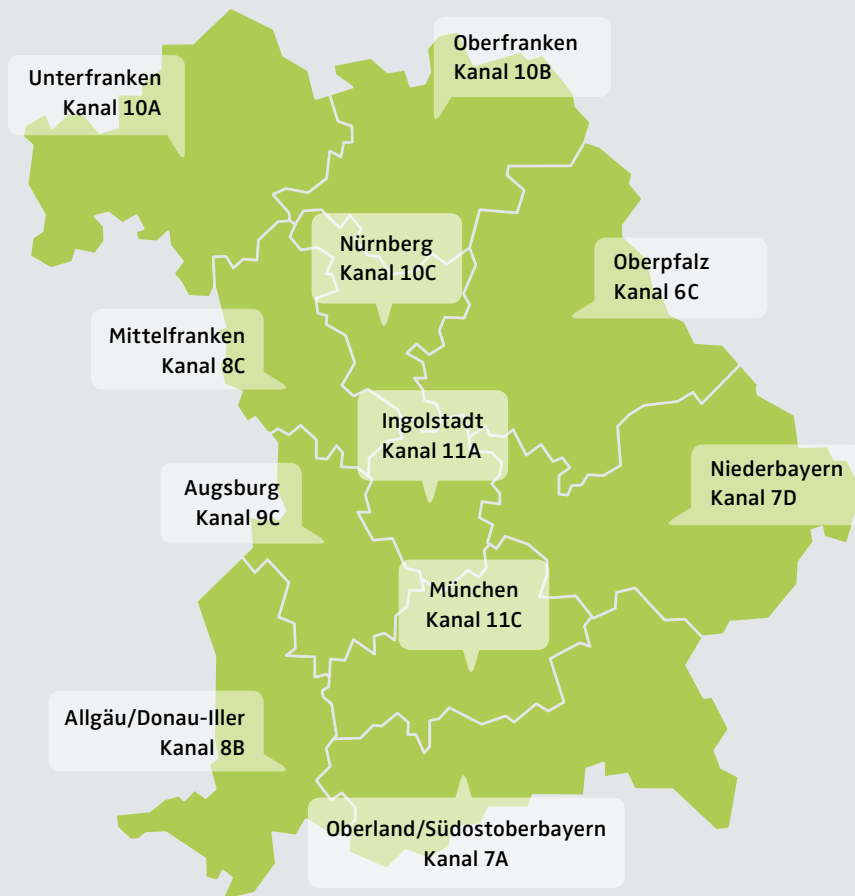 Oberfranken
Kanal 10B
Unterfranken
Kanal 10A
Nürnberg
Kanal 10C
Oberpfalz
Kanal 6C
Mittelfranken
Kanal 8C
Ingolstadt
Kanal 11A
Niederbayern
Kanal 7D
Augsburg
Kanal 9C
München
Kanal 11C
Allgäu/Donau-Iller
Kanal 8B
Oberland/Südostoberbayern
Kanal 7A